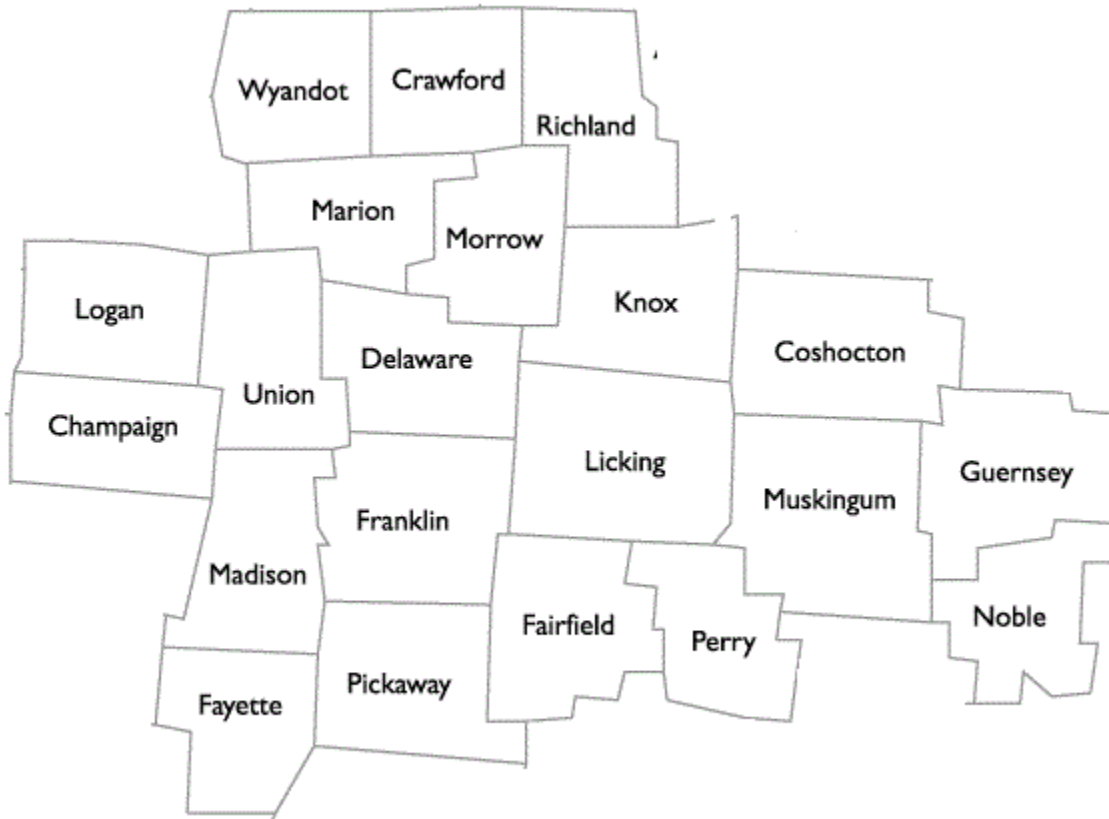 Wyandot
Crawford
Richland
Marion
Morrow
Logan
Knox
Delaware
Coshocton
Union
Champaign
Licking
Guernsey
Muskingum
Franklin
Madison
Noble
Fairfield
Perry
Pickaway
Fayette